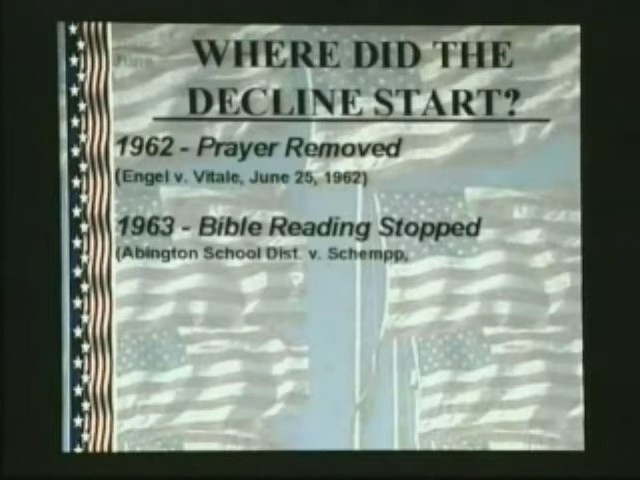 WHERE DID THE
DECLINE START?
1962 - Prayer Removed
(Engel v. Vitale, June 25, 1962)
1963 - Bible Reading Stopped
(Abington School Dist. v. Schempp,